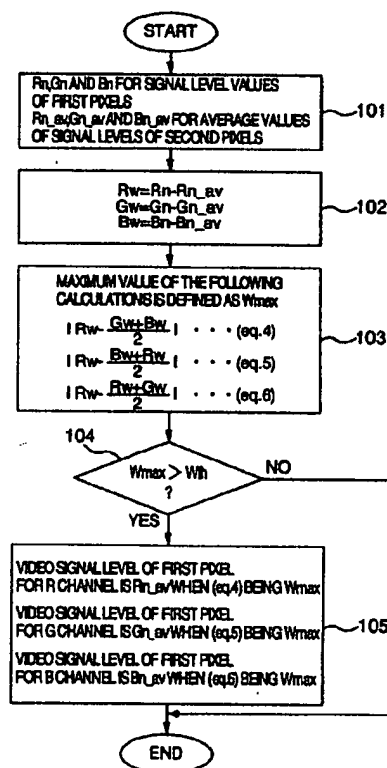 START
Rn,Gn AND Bn FOR SIGNAL LEVEL VALUES
OF FIRST PIXELS
Rn_av,Gn_av AND Bn_av FOR AVERAGE VALUES
OF SIGNAL LEVELS OF SECOND PIXELS
101
Rw=Rn-Rn_av
Gw=Gn-Gn_av
Bw=Bn-Bn_av
102
MAXIMUM VALUE OF THE FOLLOWING
CALCULATIONS IS DEFINED AS Wmax
| Rw- Gw+Bw / 2 | ・・・(eq.4)
| Rw- Bw+Rw / 2 | ・・・(eq.5)
| Rw- Rw+Gw / 2 | ・・・(eq.6)
103
104
Wmax > Wth
?
NO
YES
VIDEO SIGNAL LEVEL OF FIRST PIXEL
FOR R CHANNEL IS Rn_av WHEN (eq.4) BEING Wmax
VIDEO SIGNAL LEVEL OF FIRST PIXEL
FOR G CHANNEL IS Gn_av WHEN (eq.5) BEING Wmax
VIDEO SIGNAL LEVEL OF FIRST PIXEL
FOR B CHANNEL IS Bn_av WHEN (eq.6) BEING Wmax
105
END